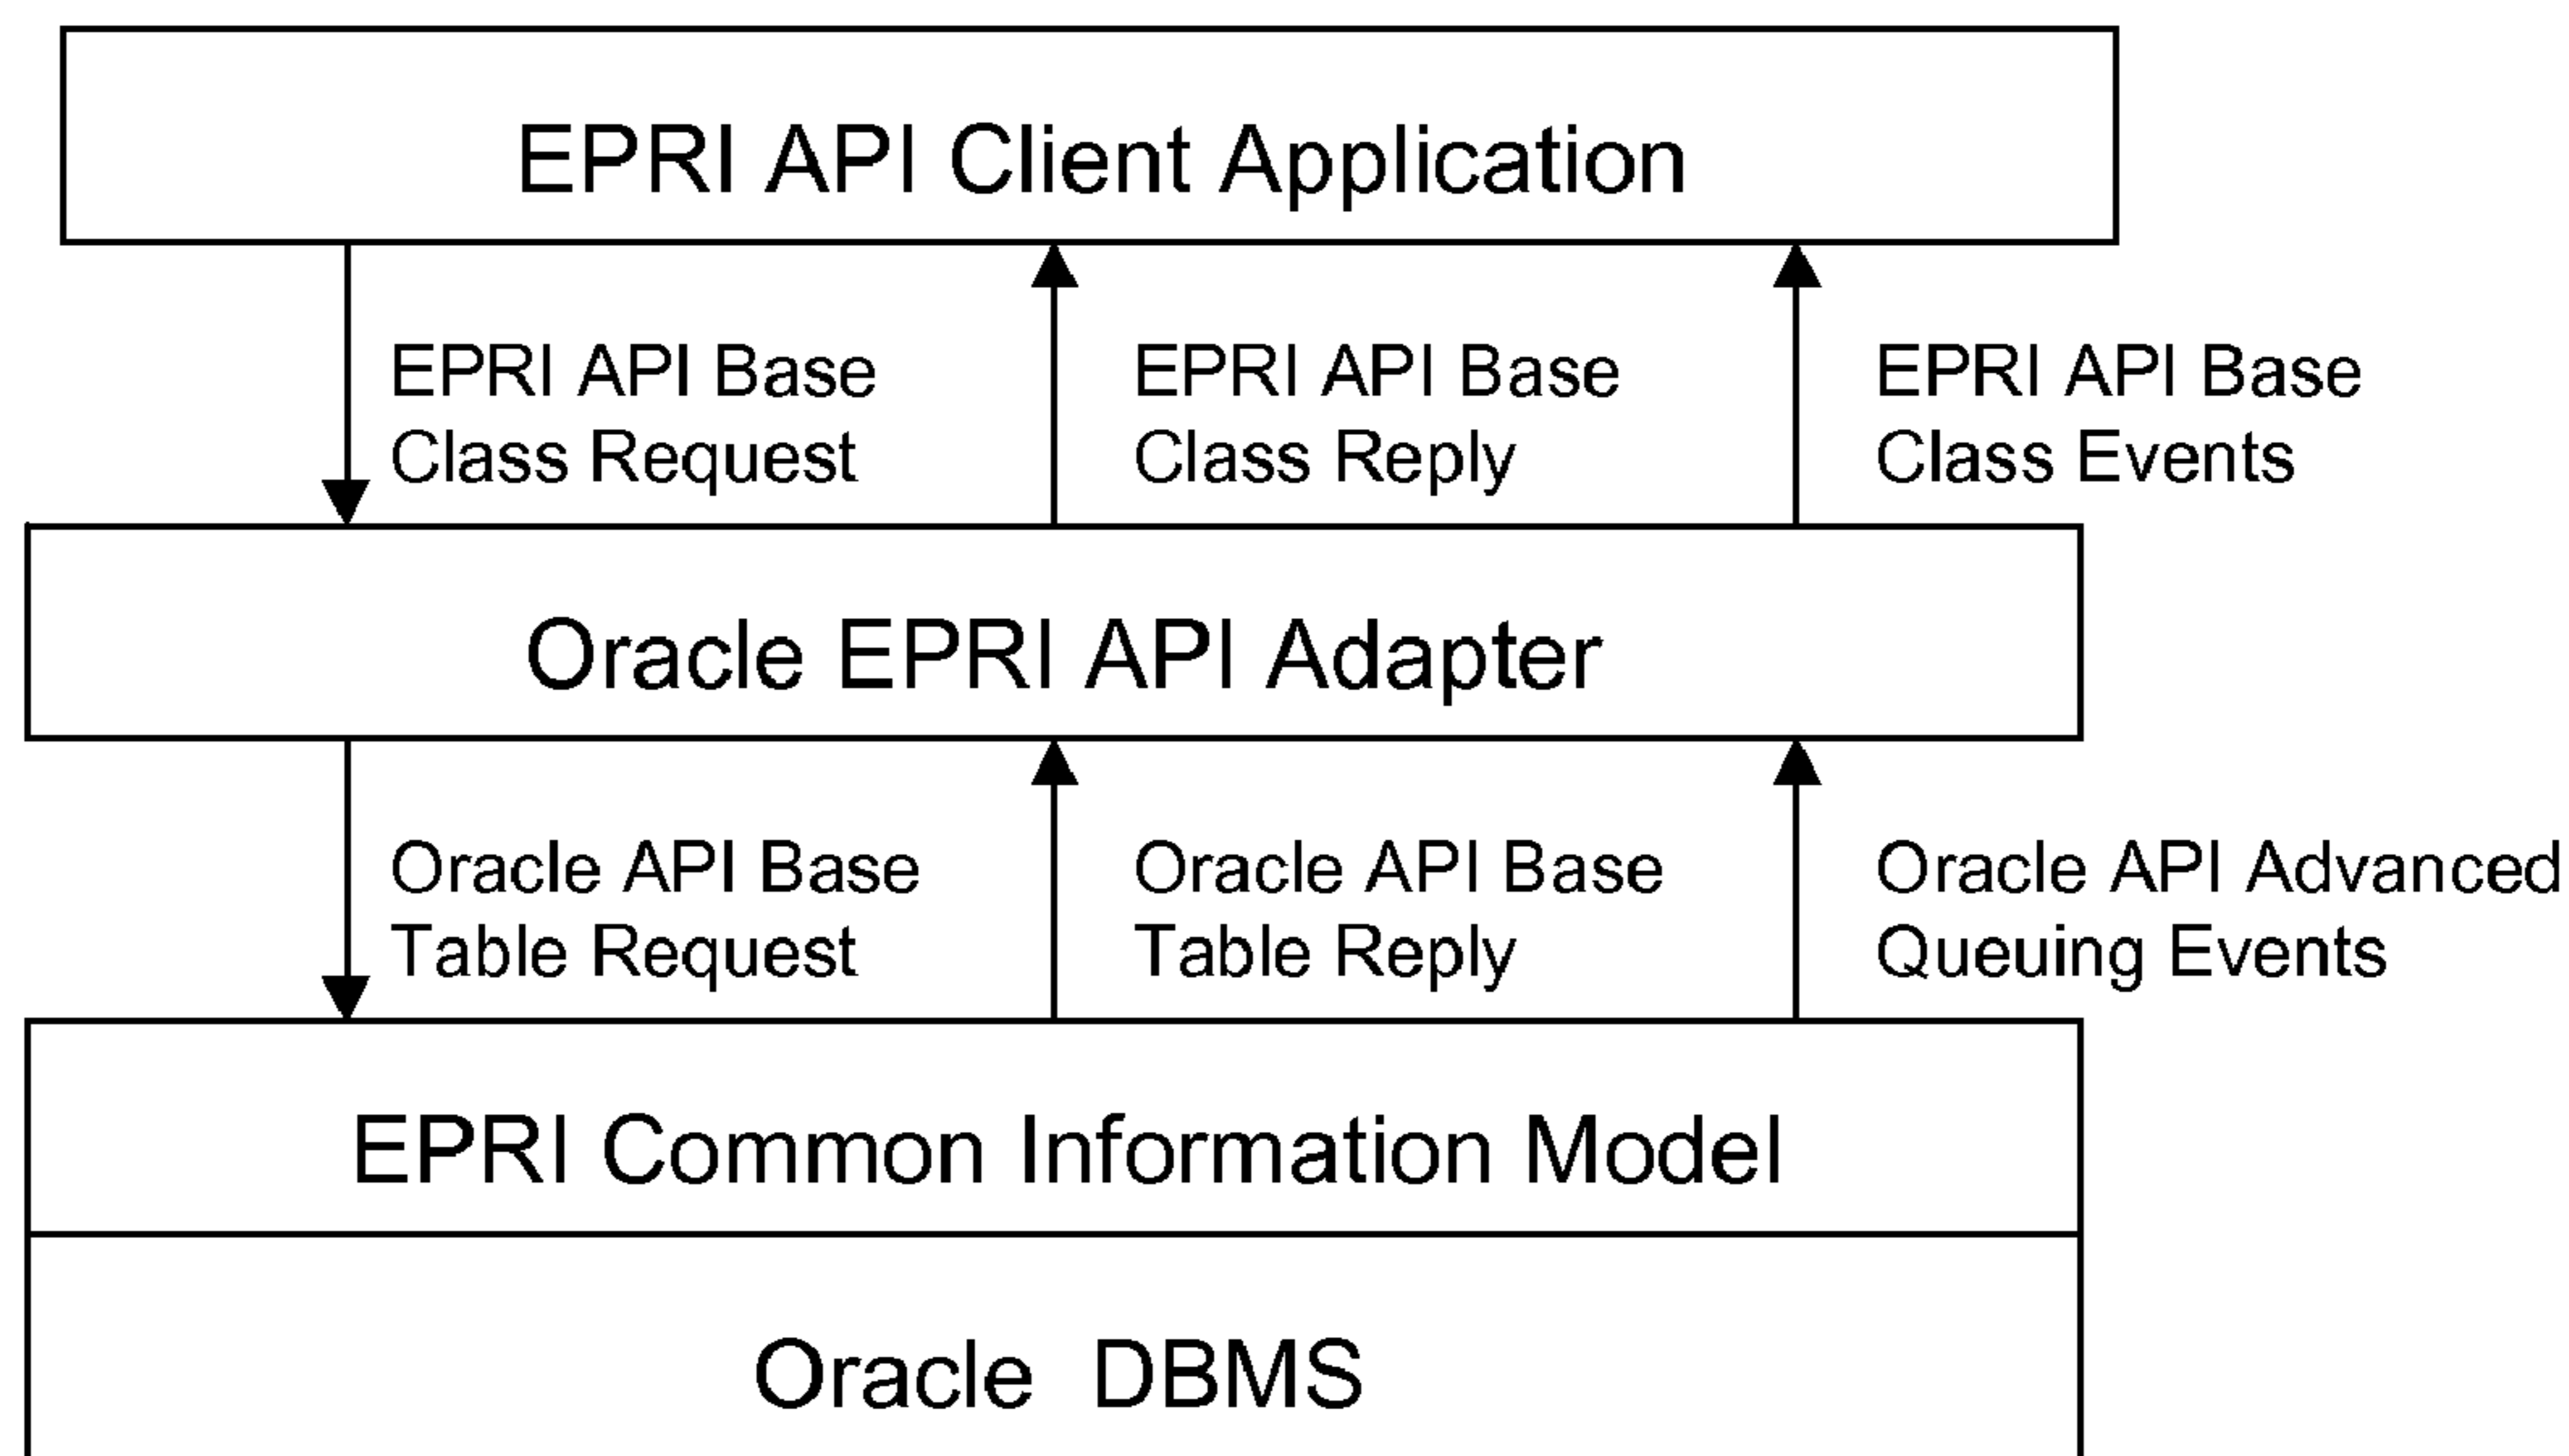 EPRI API Client Application
EPRI API Base
Class Request
EPRI API Base
Class Reply
EPRI API Base
Class Events
Oracle EPRI API Adapter
Oracle API Base
Table Request
Oracle API Base
Table Reply
Oracle API Advanced
Queuing Events
EPRI Common Information Model
Oracle DBMS